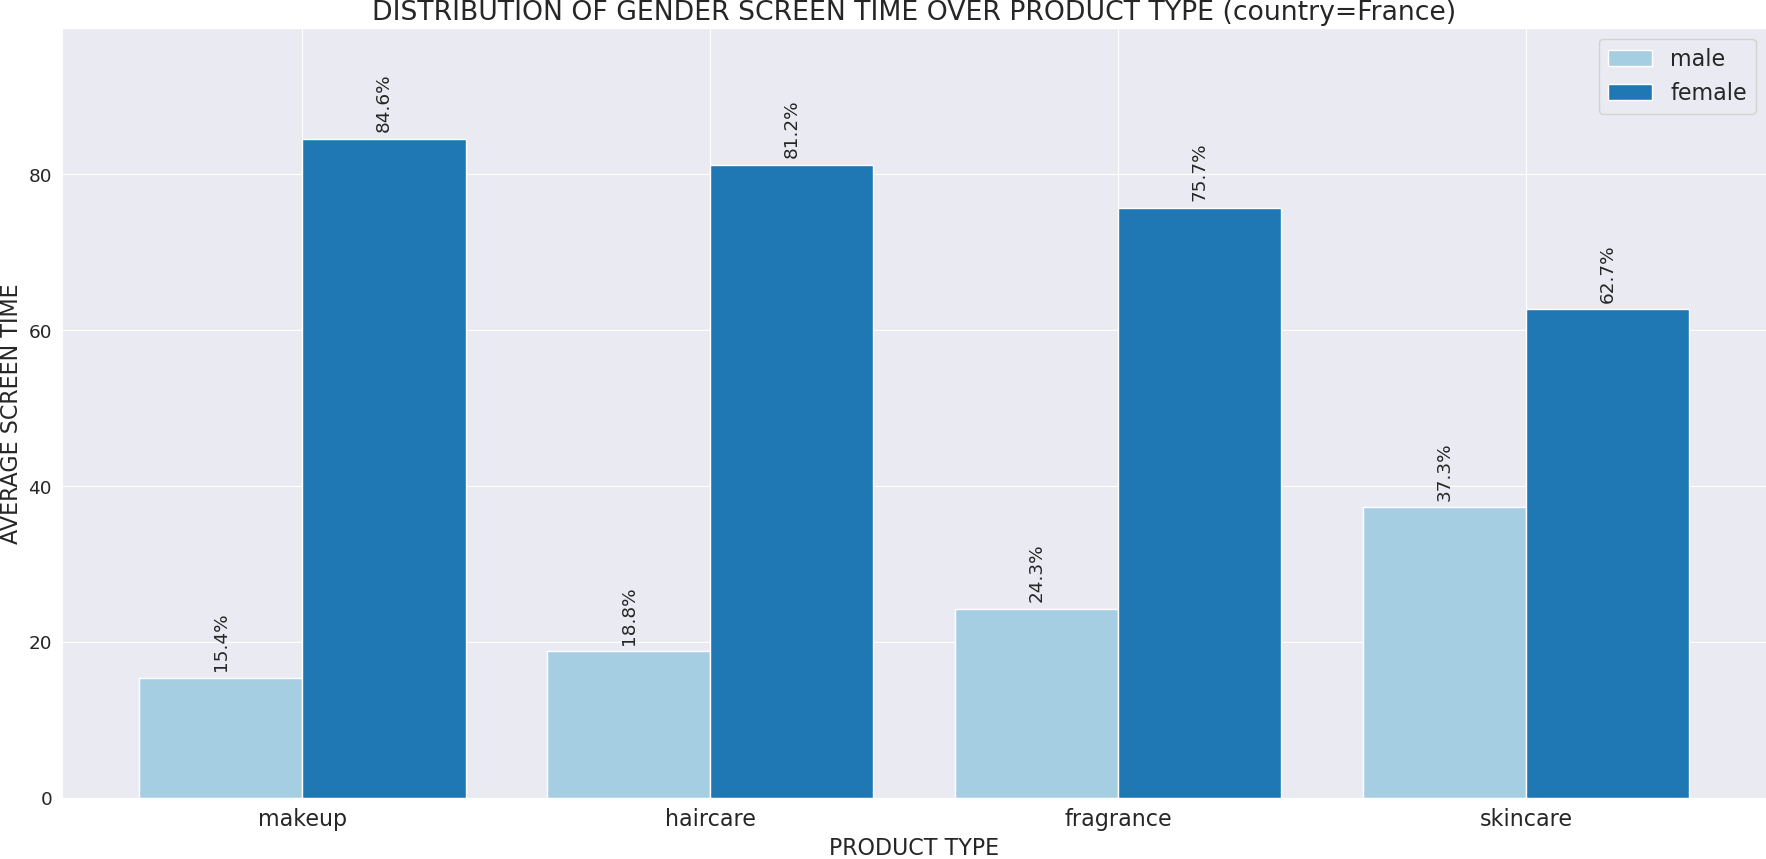 DISTRIBUTION OF GENDER SCREEN TIME OVER PRODUCT TYPE (country=France)
male
female
84.6%
81.2%
75.7%
62.7%
37.3%
24.3%
18.8%
15.4%
80
60
40
20
0
AVERAGE SCREEN TIME
makeup
haircare
fragrance
skincare
PRODUCT TYPE